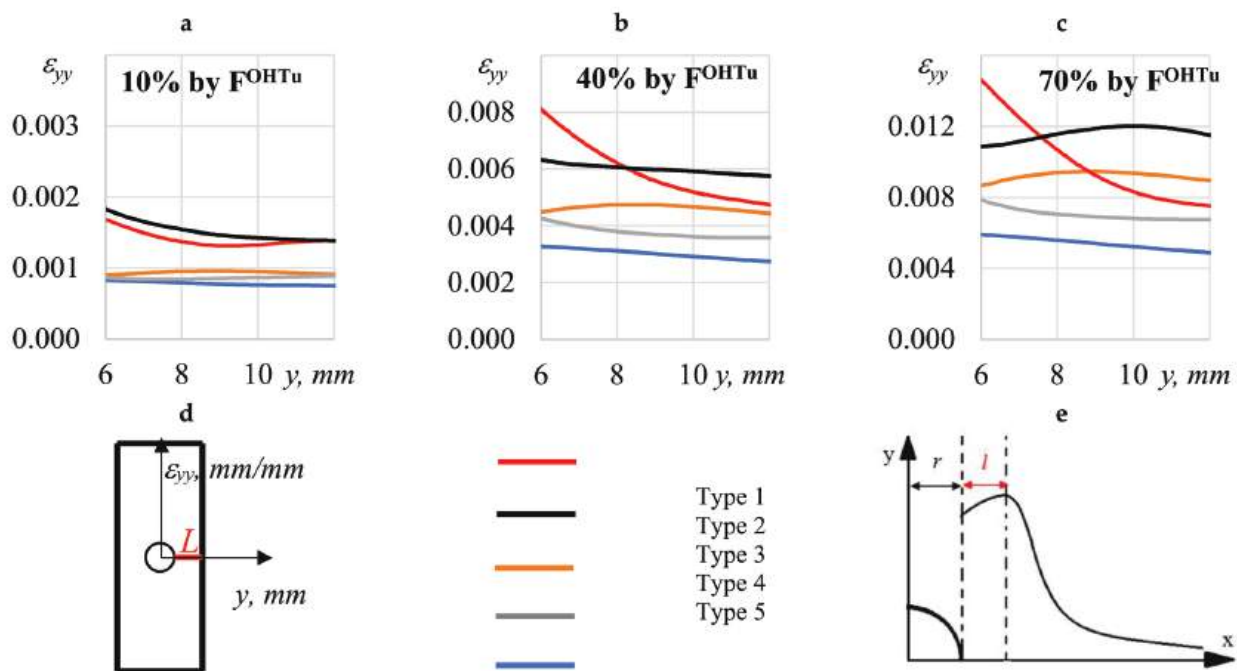 a
b
c
εyy
10% by F^OHTu
0.003
0.002
0.001
0.000
6 8 10 y, mm
εyy
40% by F^OHTu
0.008
0.006
0.004
0.002
0.000
6 8 10 y, mm
εyy
70% by F^OHTu
0.012
0.008
0.004
0.000
6 8 10 y, mm
d
εyy, mm/mm
L
y, mm
Type 1
Type 2
Type 3
Type 4
Type 5
e
y
r
l
x